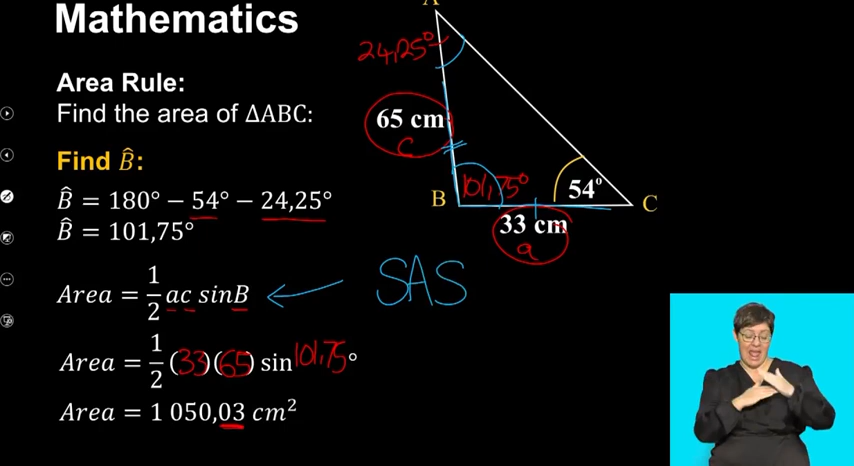 Mathematics
A
24,25°
Area Rule:
Find the area of ΔABC:
65 cm
c
Find B̂:
101,75°
54°
B
C
B̂ = 180° − 54° − 24,25°
33 cm
a
B̂ = 101,75°
Area = 1/2 ac sinB
SAS
Area = 1/2 (33)(65) sin 101,75°
Area = 1 050,03 cm²